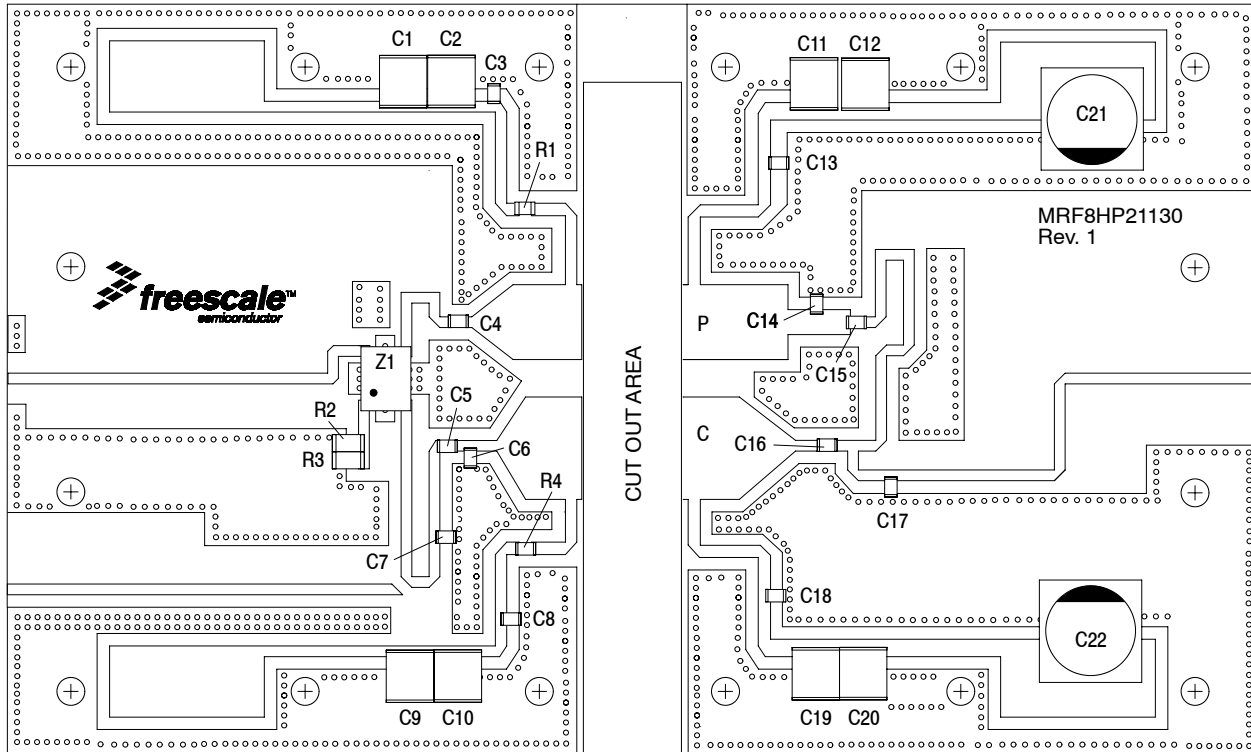 C1 C2
C3
R1
C11 C12
C21
C13
MRF8HP21130
Rev. 1
freescale™
semiconductor
C4
P
C14
C15
Z1
C5
R2
R3
C6
R4
C7
C8
C9 C10
CUT OUT AREA
C
C16
C17
C18
C22
C19 C20